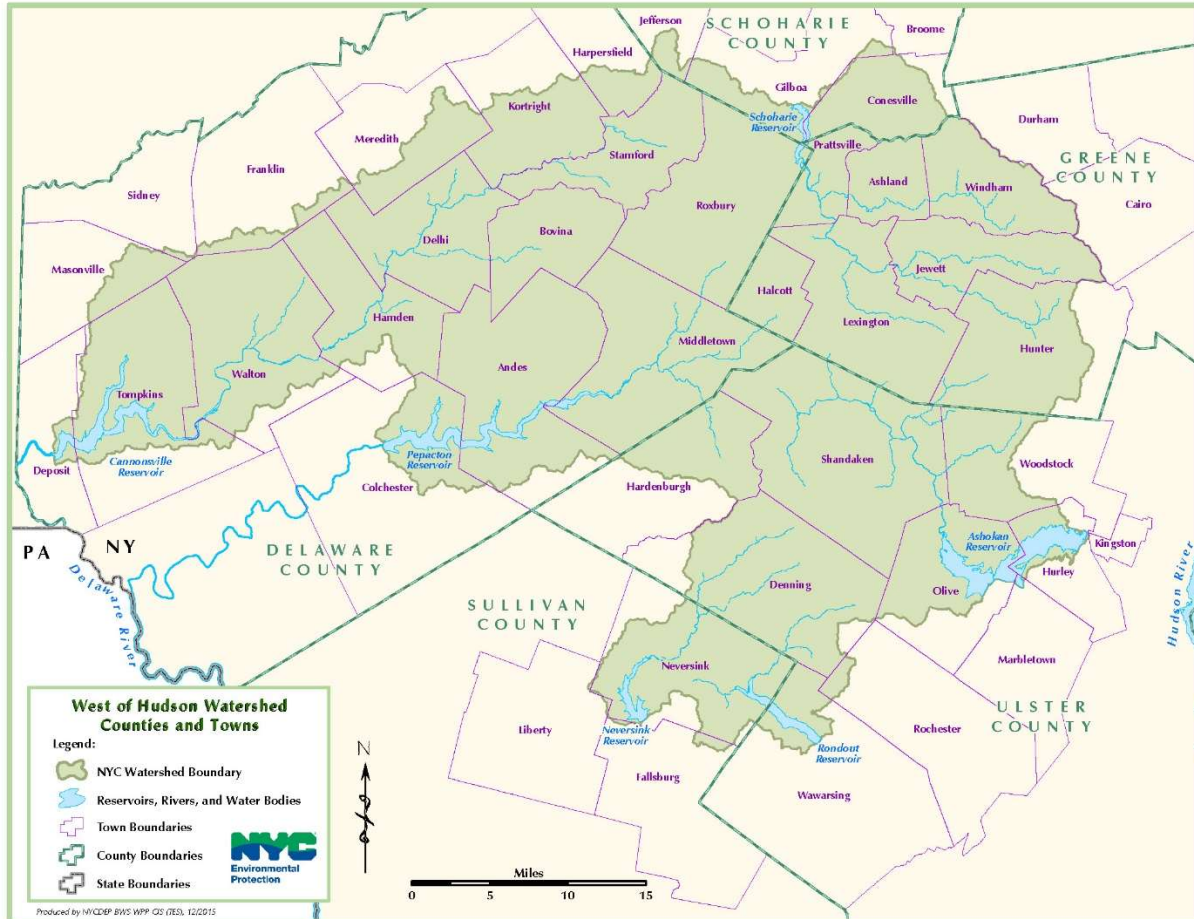 Jefferson
SCHOHARIE
COUNTY
Broome
Harpersfield
Gilboa
Conesville
Kortright
Schoharie
Reservoir
Durham
Meredith
Prattsville
Stamford
GREENE
COUNTY
Franklin
Ashland
Windham
Sidney
Cairo
Roxbury
Bovina
Delhi
Masonville
Jewett
Halcott
Hamden
Lexington
Middletown
Hunter
Andes
Walton
Tompkins
Deposit
Cannonsville
Reservoir
Pepacton
Reservoir
Shandaken
Woodstock
Colchester
Hardenburgh
PA
NY
DELAWARE
COUNTY
Ashokan
Reservoir
Kingston
Hurley
Delaware River
Denning
Olive
Hudson River
SULLIVAN
COUNTY
Neversink
Marbletown
ULSTER
COUNTY
Liberty
Neversink
Reservoir
Rondout
Reservoir
Rochester
Fallsburg
Wawarsing
West of Hudson Watershed
Counties and Towns
Legend:
NYC Watershed Boundary
Reservoirs, Rivers, and Water Bodies
Town Boundaries
County Boundaries
State Boundaries
NYC
Environmental
Protection
Produced by NYCDEP BWS WPP GIS (TES), 12/2015
N
Miles
0 5 10 15